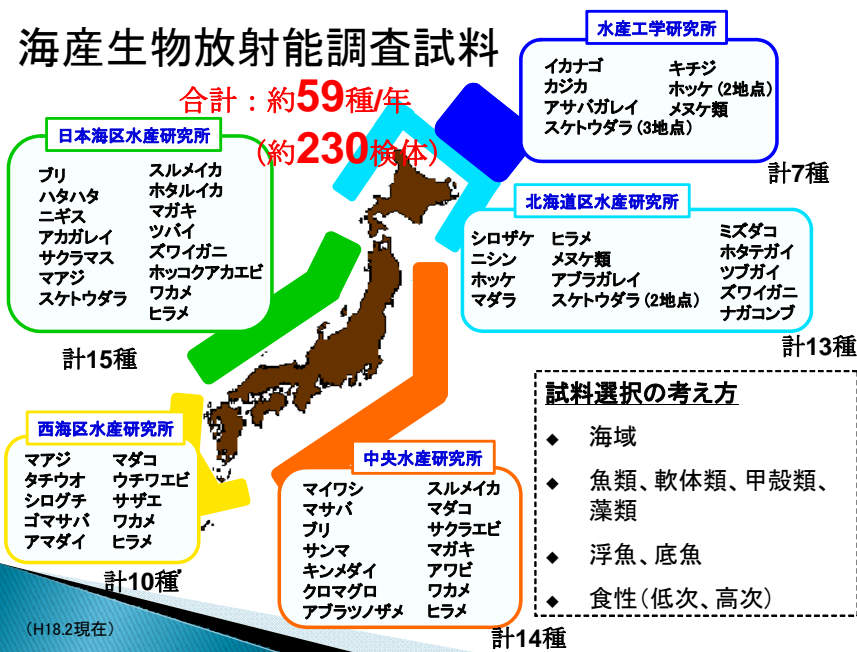 海産生物放射能調査試料
合計：約59種/年
(約230検体)
水産工学研究所
イカナゴ
カジカ
アサバガレイ
スケトウダラ(3地点)
キチジ
ホッケ(2地点)
メヌケ類
計7種
日本海区水産研究所
ブリ
ハタハタ
ニギス
アカガレイ
サクラマス
マアジ
スケトウダラ
スルメイカ
ホタルイカ
マガキ
ツバイ
ズワイガニ
ホッコクアカエビ
ワカメ
ヒラメ
計15種
北海道区水産研究所
シロザケ
ニシン
ホッケ
マダラ
ヒラメ
メヌケ類
アブラガレイ
スケトウダラ(2地点)
ミズダコ
ホタテガイ
ツブガイ
ズワイガニ
ナガコンブ
計13種
西海区水産研究所
マアジ
タチウオ
シログチ
ゴマサバ
アマダイ
マダコ
ウチワエビ
サザエ
ワカメ
ヒラメ
計10種
中央水産研究所
マイワシ
マサバ
ブリ
サンマ
キンメダイ
クロマグロ
アブラツノザメ
スルメイカ
マダコ
サクラエビ
マガキ
アワビ
ワカメ
ヒラメ
計14種
試料選択の考え方
◆ 海域
◆ 魚類、軟体類、甲殻類、
藻類
◆ 浮魚、底魚
◆ 食性(低次、高次)
(H18.2現在)